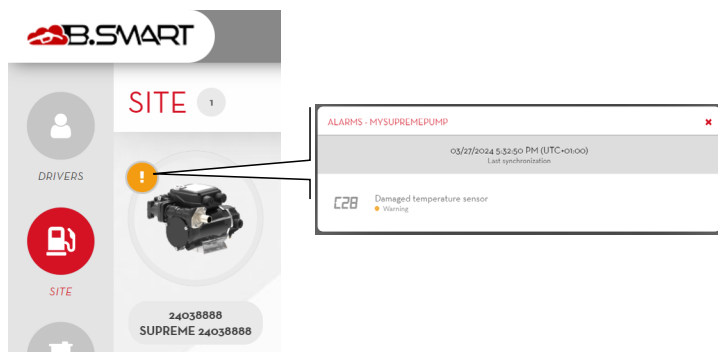 B.SMART
SITE 1
DRIVERS
!
SITE
24038888
SUPREME 24038888
ALARMS - MYSUPREMEPUMP
03/27/2024 5:32:50 PM (UTC+01:00)
Last synchronization
C28
Damaged temperature sensor
Warning